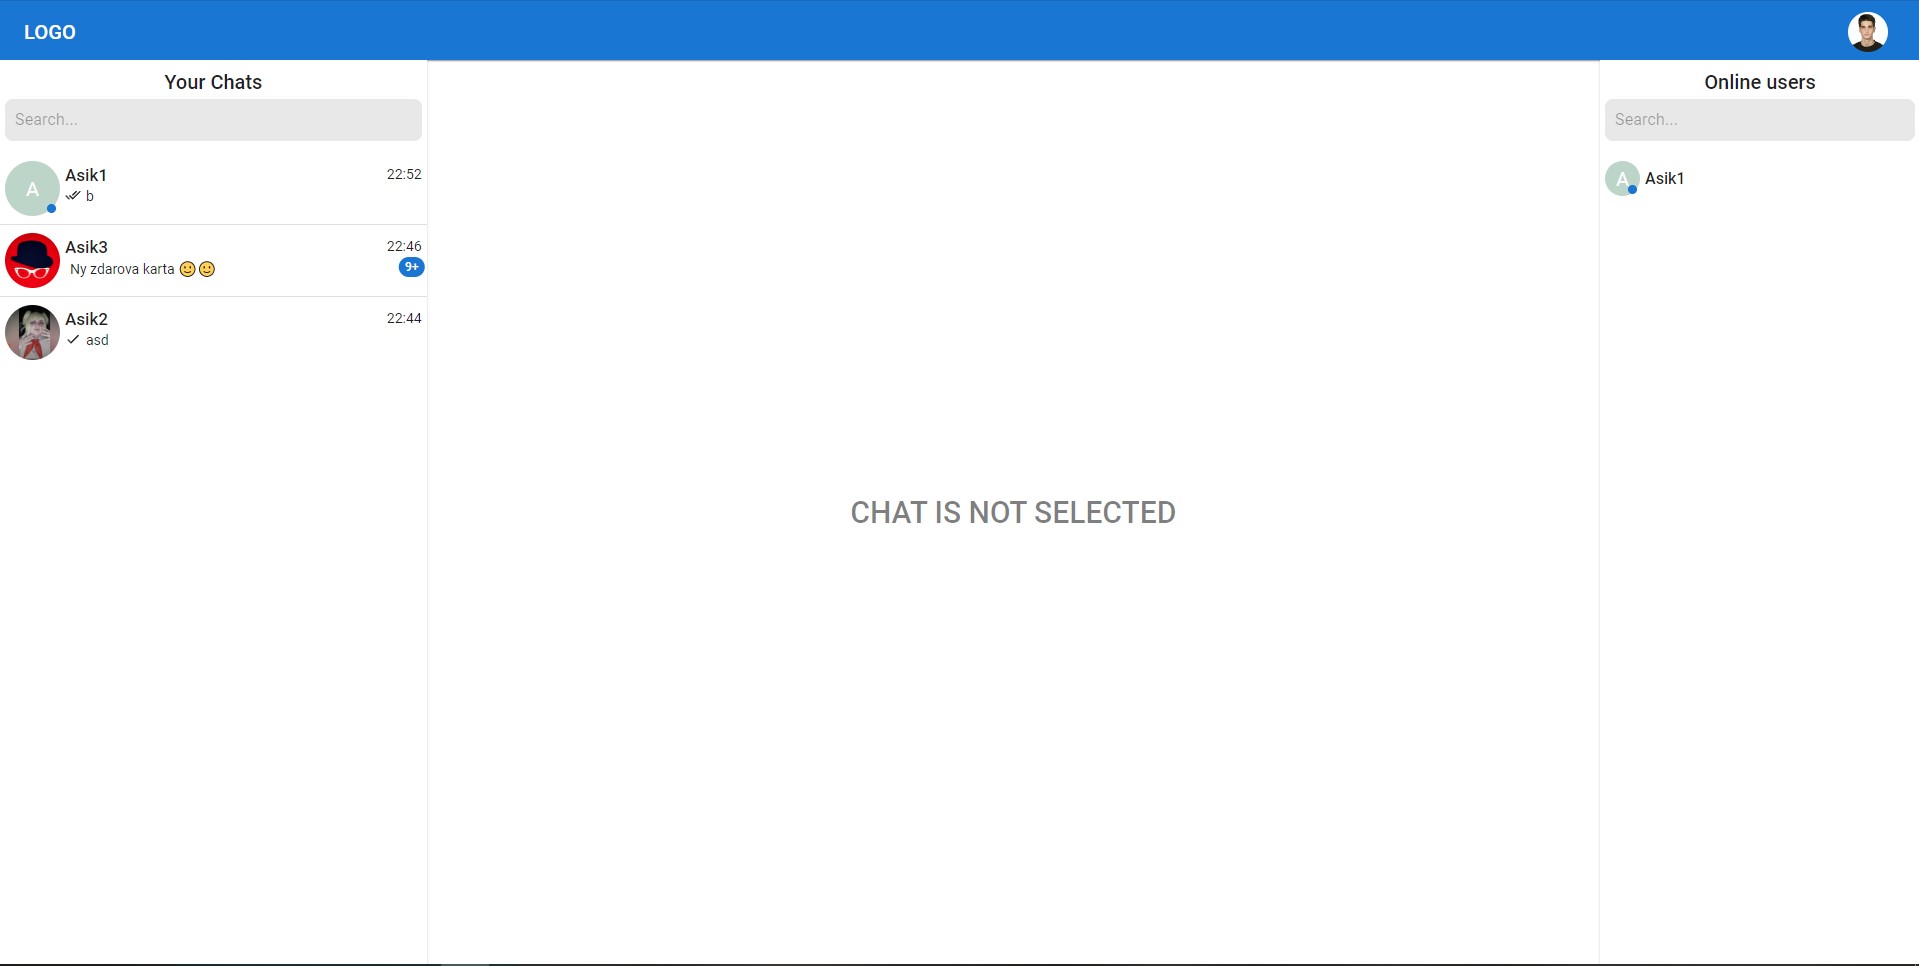 LOGO
Your Chats
Search...
A
Asik1
22:52
b
Asik3
22:46
Ny zdarova karta 🙂🙂
9+
Asik2
22:44
asd
CHAT IS NOT SELECTED
Online users
Search...
A
Asik1